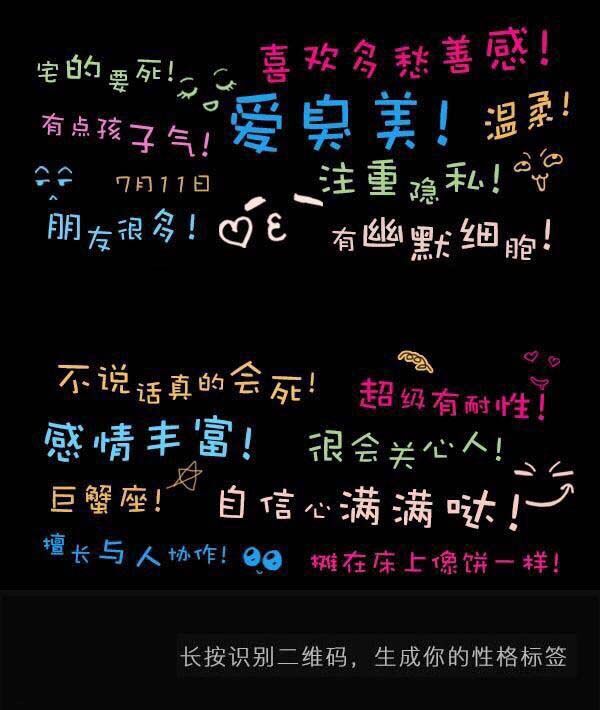 宅的要死!
喜欢多愁善感!
有点孩子气!
爱臭美!
温柔!
7月11日
注重隐私!
朋友很多!
有幽默细胞!
不说话真的会死!
超级有耐性!
感情丰富!
很会关心人!
巨蟹座!
自信心满满哒!
擅长与人协作!
摊在床上像饼一样!
长按识别二维码，生成你的性格标签